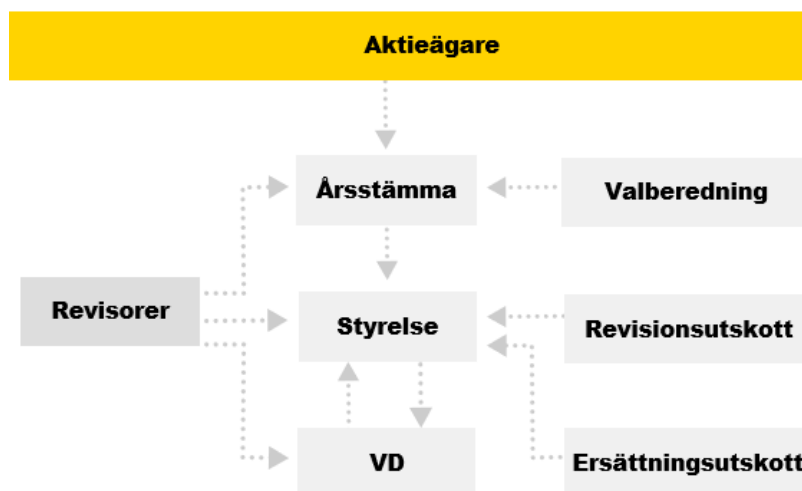 Aktieägare
Årsstämma
Valberedning
Revisorer
Styrelse
Revisionsutskott
VD
Ersättningsutskott